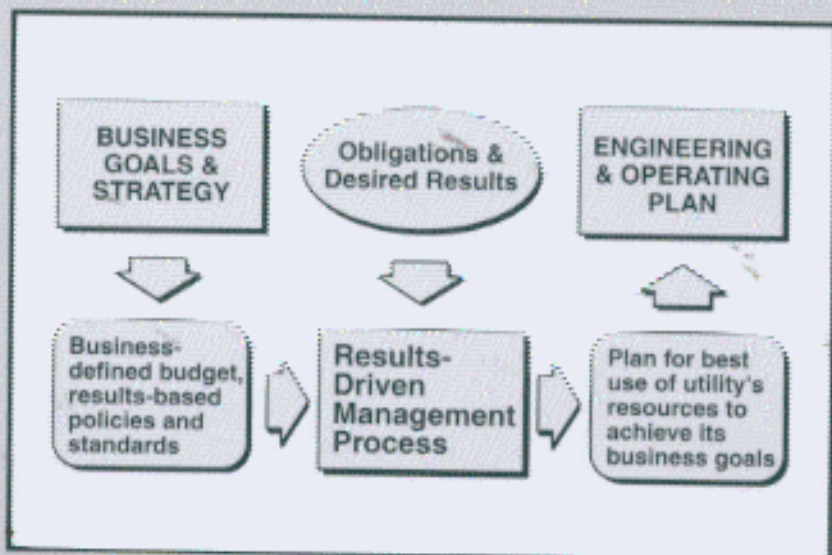 BUSINESS
GOALS &
STRATEGY
Obligations &
Desired Results
ENGINEERING
& OPERATING
PLAN
Business-
defined budget,
results-based
policies and
standards
Results-
Driven
Management
Process
Plan for best
use of utility's
resources to
achieve its
business goals